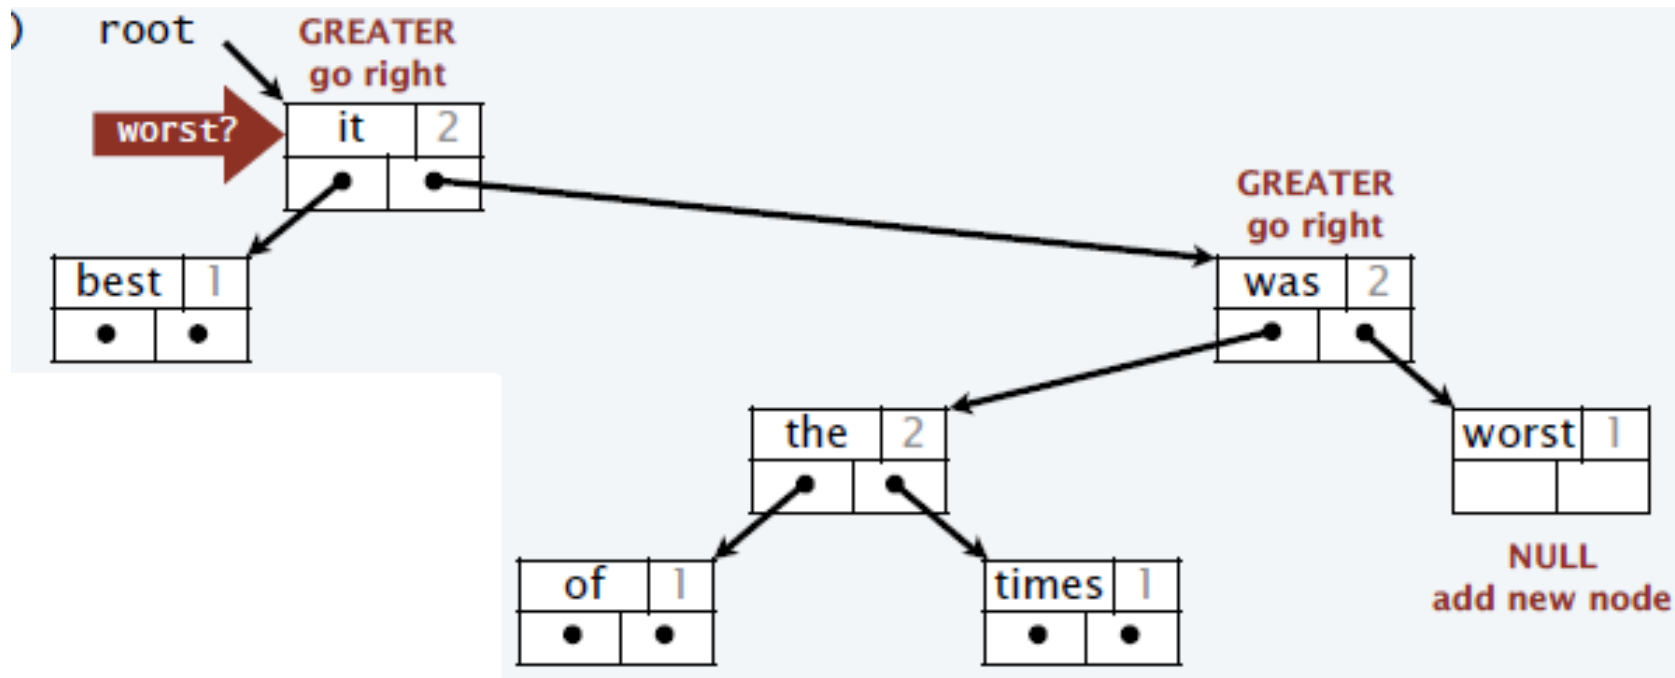 ) root GREATER
go right
worst? it 2
GREATER
go right
best 1 was 2
the 2 worst 1
of 1 times 1
NULL
add new node